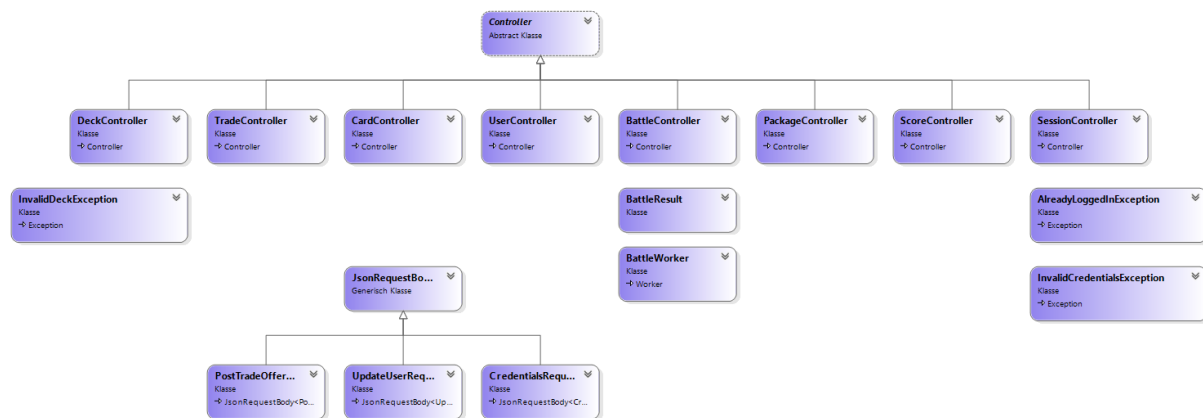 Controller
Abstract Klasse
DeckController
Klasse
Controller
TradeController
Klasse
Controller
CardController
Klasse
Controller
UserController
Klasse
Controller
BattleController
Klasse
Controller
PackageController
Klasse
Controller
ScoreController
Klasse
Controller
SessionController
Klasse
Controller
InvalidDeckException
Klasse
Exception
BattleResult
Klasse
AlreadyLoggedInException
Klasse
Exception
BattleWorker
Klasse
Worker
JsonRequestBo...
Generisch Klasse
InvalidCredentialsException
Klasse
Exception
PostTradeOffer...
Klasse
JsonRequestBody<Po...
UpdateUserReq...
Klasse
JsonRequestBody<Up...
CredentialsRequ...
Klasse
JsonRequestBody<Cr...